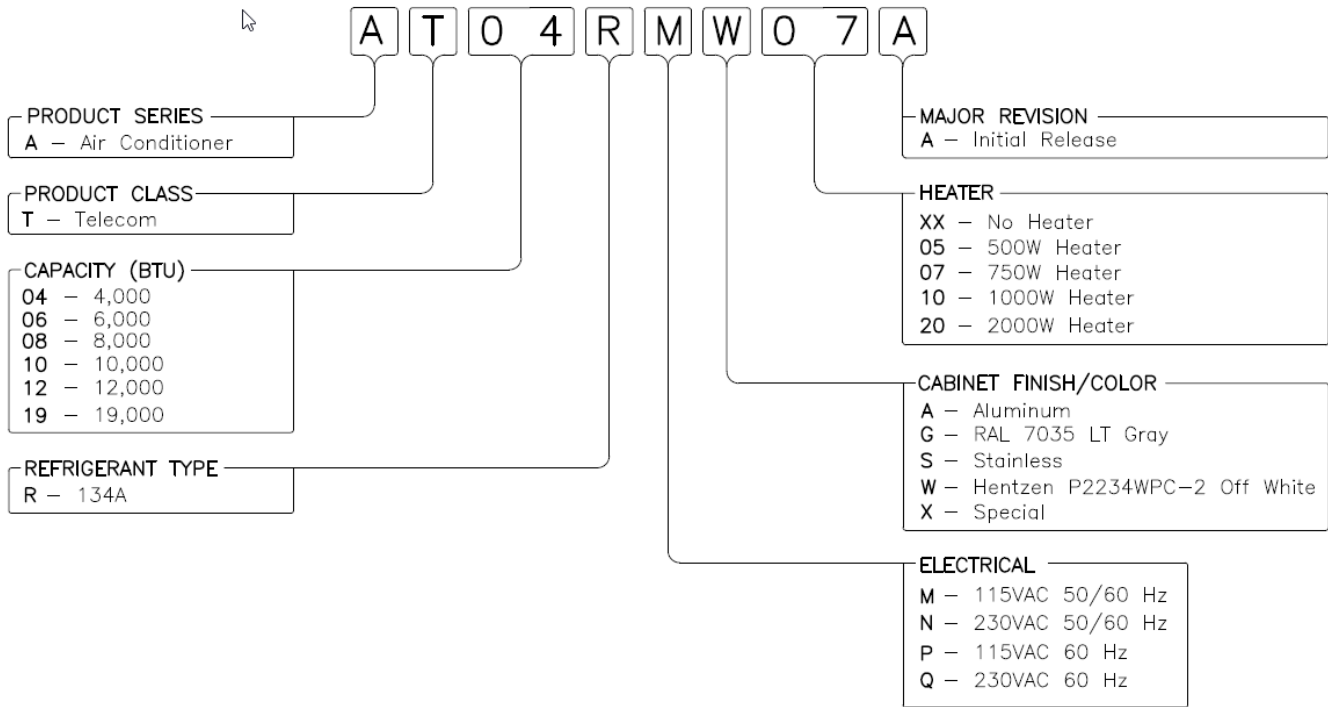 A T 0 4 R M W 0 7 A
PRODUCT SERIES
A – Air Conditioner
PRODUCT CLASS
T – Telecom
CAPACITY (BTU)
04 – 4,000
06 – 6,000
08 – 8,000
10 – 10,000
12 – 12,000
19 – 19,000
REFRIGERANT TYPE
R – 134A
MAJOR REVISION
A – Initial Release
HEATER
XX – No Heater
05 – 500W Heater
07 – 750W Heater
10 – 1000W Heater
20 – 2000W Heater
CABINET FINISH/COLOR
A – Aluminum
G – RAL 7035 LT Gray
S – Stainless
W – Hentzen P2234WPC–2 Off White
X – Special
ELECTRICAL
M – 115VAC 50/60 Hz
N – 230VAC 50/60 Hz
P – 115VAC 60 Hz
Q – 230VAC 60 Hz